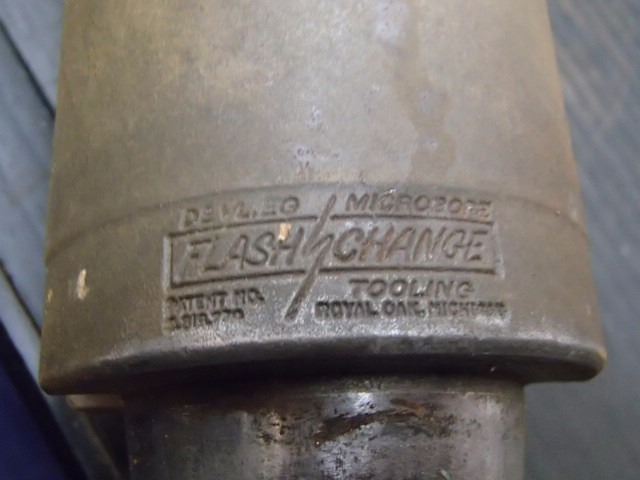 DEVLIEG MICROBORE
FLASH CHANGE
TOOLING
PATENT NO.
ROYAL OAK, MICHIGAN